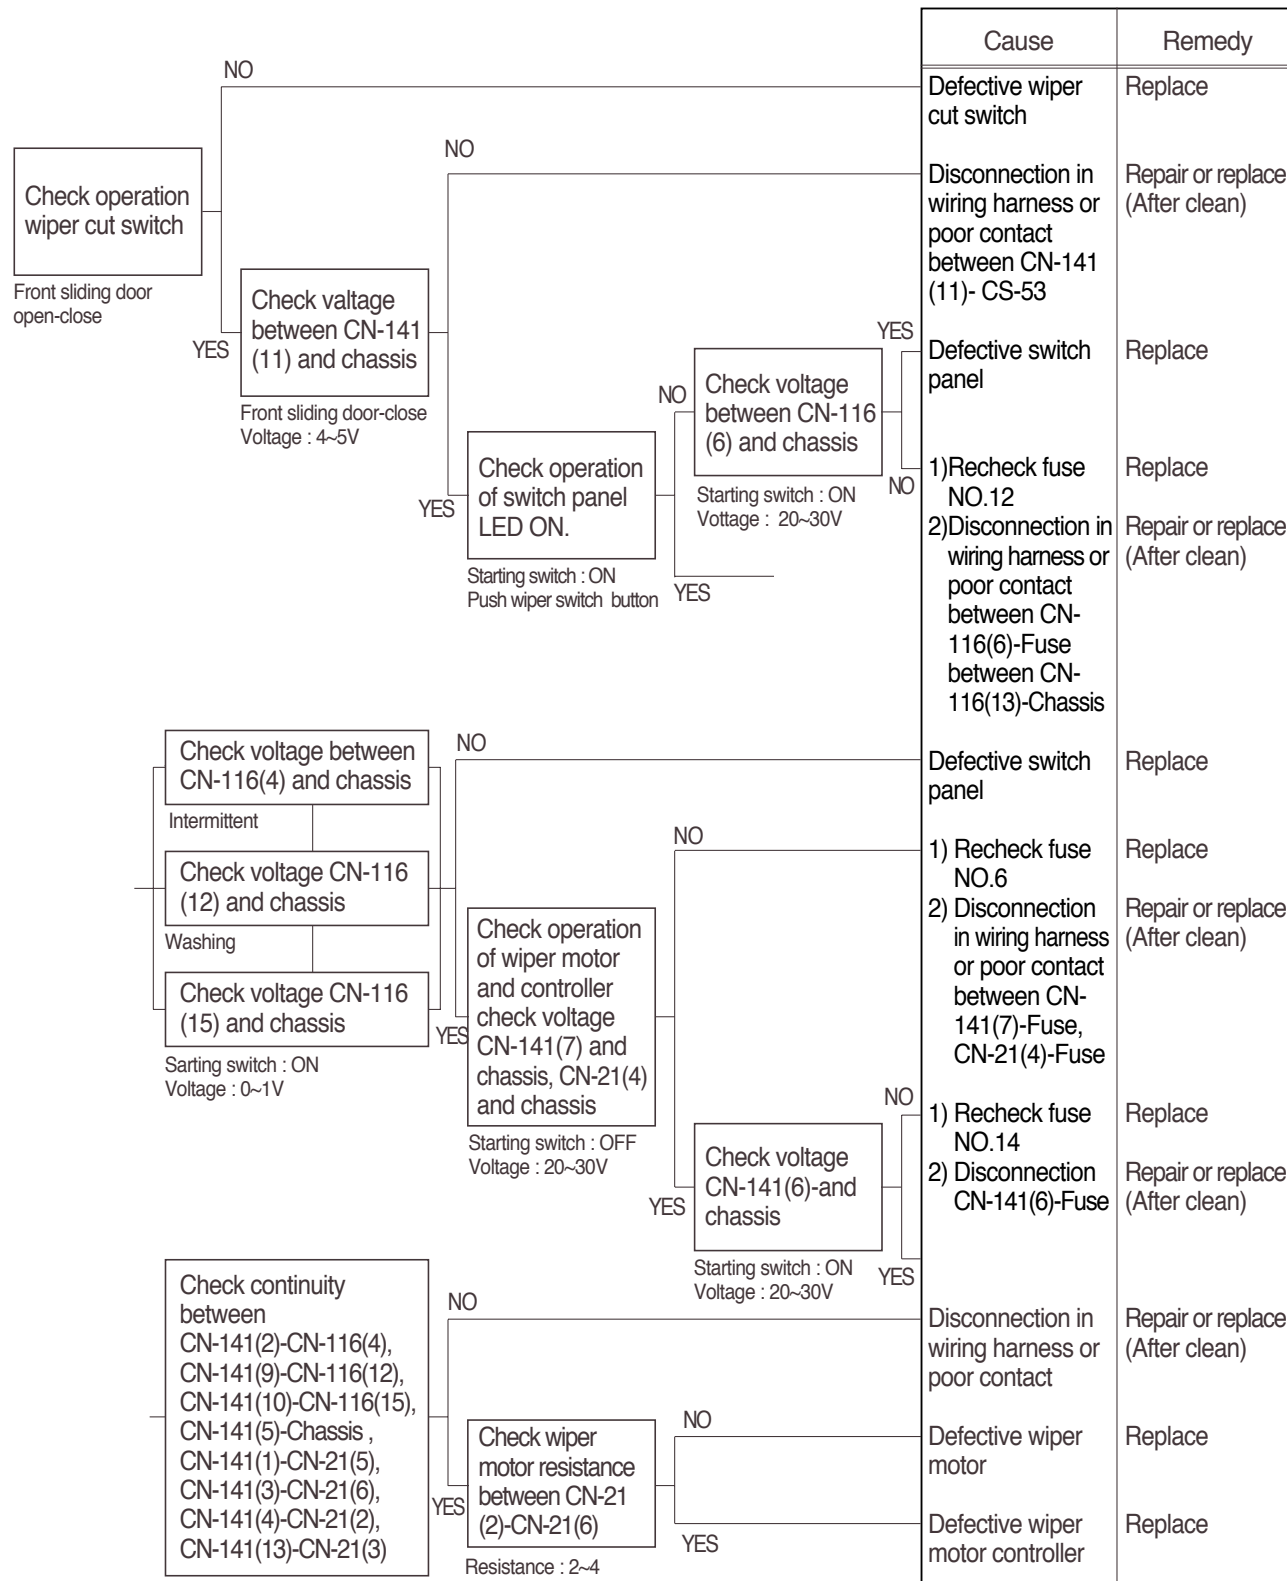 Cause
Remedy
NO
Defective wiper
cut switch
Replace
Check operation
wiper cut switch
Front sliding door
open-close
NO
Disconnection in
wiring harness or
poor contact
between CN-141
(11)- CS-53
Repair or replace
(After clean)
YES
Check valtage
between CN-141
(11) and chassis
Front sliding door-close
Voltage : 4~5V
YES
Defective switch
panel
Replace
NO
Check voltage
between CN-116
(6) and chassis
Starting switch : ON
Vottage : 20~30V
YES
Check operation
of switch panel
LED ON.
Starting switch : ON
Push wiper switch button
NO
1)Recheck fuse
NO.12
Replace
2)Disconnection in
wiring harness or
poor contact
between CN-
116(6)-Fuse
between CN-
116(13)-Chassis
Repair or replace
(After clean)
YES
Check voltage between
CN-116(4) and chassis
Intermittent
Check voltage CN-116
(12) and chassis
Washing
Check voltage CN-116
(15) and chassis
Sarting switch : ON
Voltage : 0~1V
NO
Defective switch
panel
Replace
YES
Check operation
of wiper motor
and controller
check voltage
CN-141(7) and
chassis, CN-21(4)
and chassis
Starting switch : OFF
Voltage : 20~30V
NO
1) Recheck fuse
NO.6
Replace
2) Disconnection
in wiring harness
or poor contact
between CN-
141(7)-Fuse,
CN-21(4)-Fuse
Repair or replace
(After clean)
YES
Check voltage
CN-141(6)-and
chassis
Starting switch : ON
Voltage : 20~30V
NO
1) Recheck fuse
NO.14
Replace
2) Disconnection
CN-141(6)-Fuse
Repair or replace
(After clean)
YES
Check continuity
between
CN-141(2)-CN-116(4),
CN-141(9)-CN-116(12),
CN-141(10)-CN-116(15),
CN-141(5)-Chassis ,
CN-141(1)-CN-21(5),
CN-141(3)-CN-21(6),
CN-141(4)-CN-21(2),
CN-141(13)-CN-21(3)
NO
Disconnection in
wiring harness or
poor contact
Repair or replace
(After clean)
YES
Check wiper
motor resistance
between CN-21
(2)-CN-21(6)
Resistance : 2~4
NO
Defective wiper
motor
Replace
YES
Defective wiper
motor controller
Replace